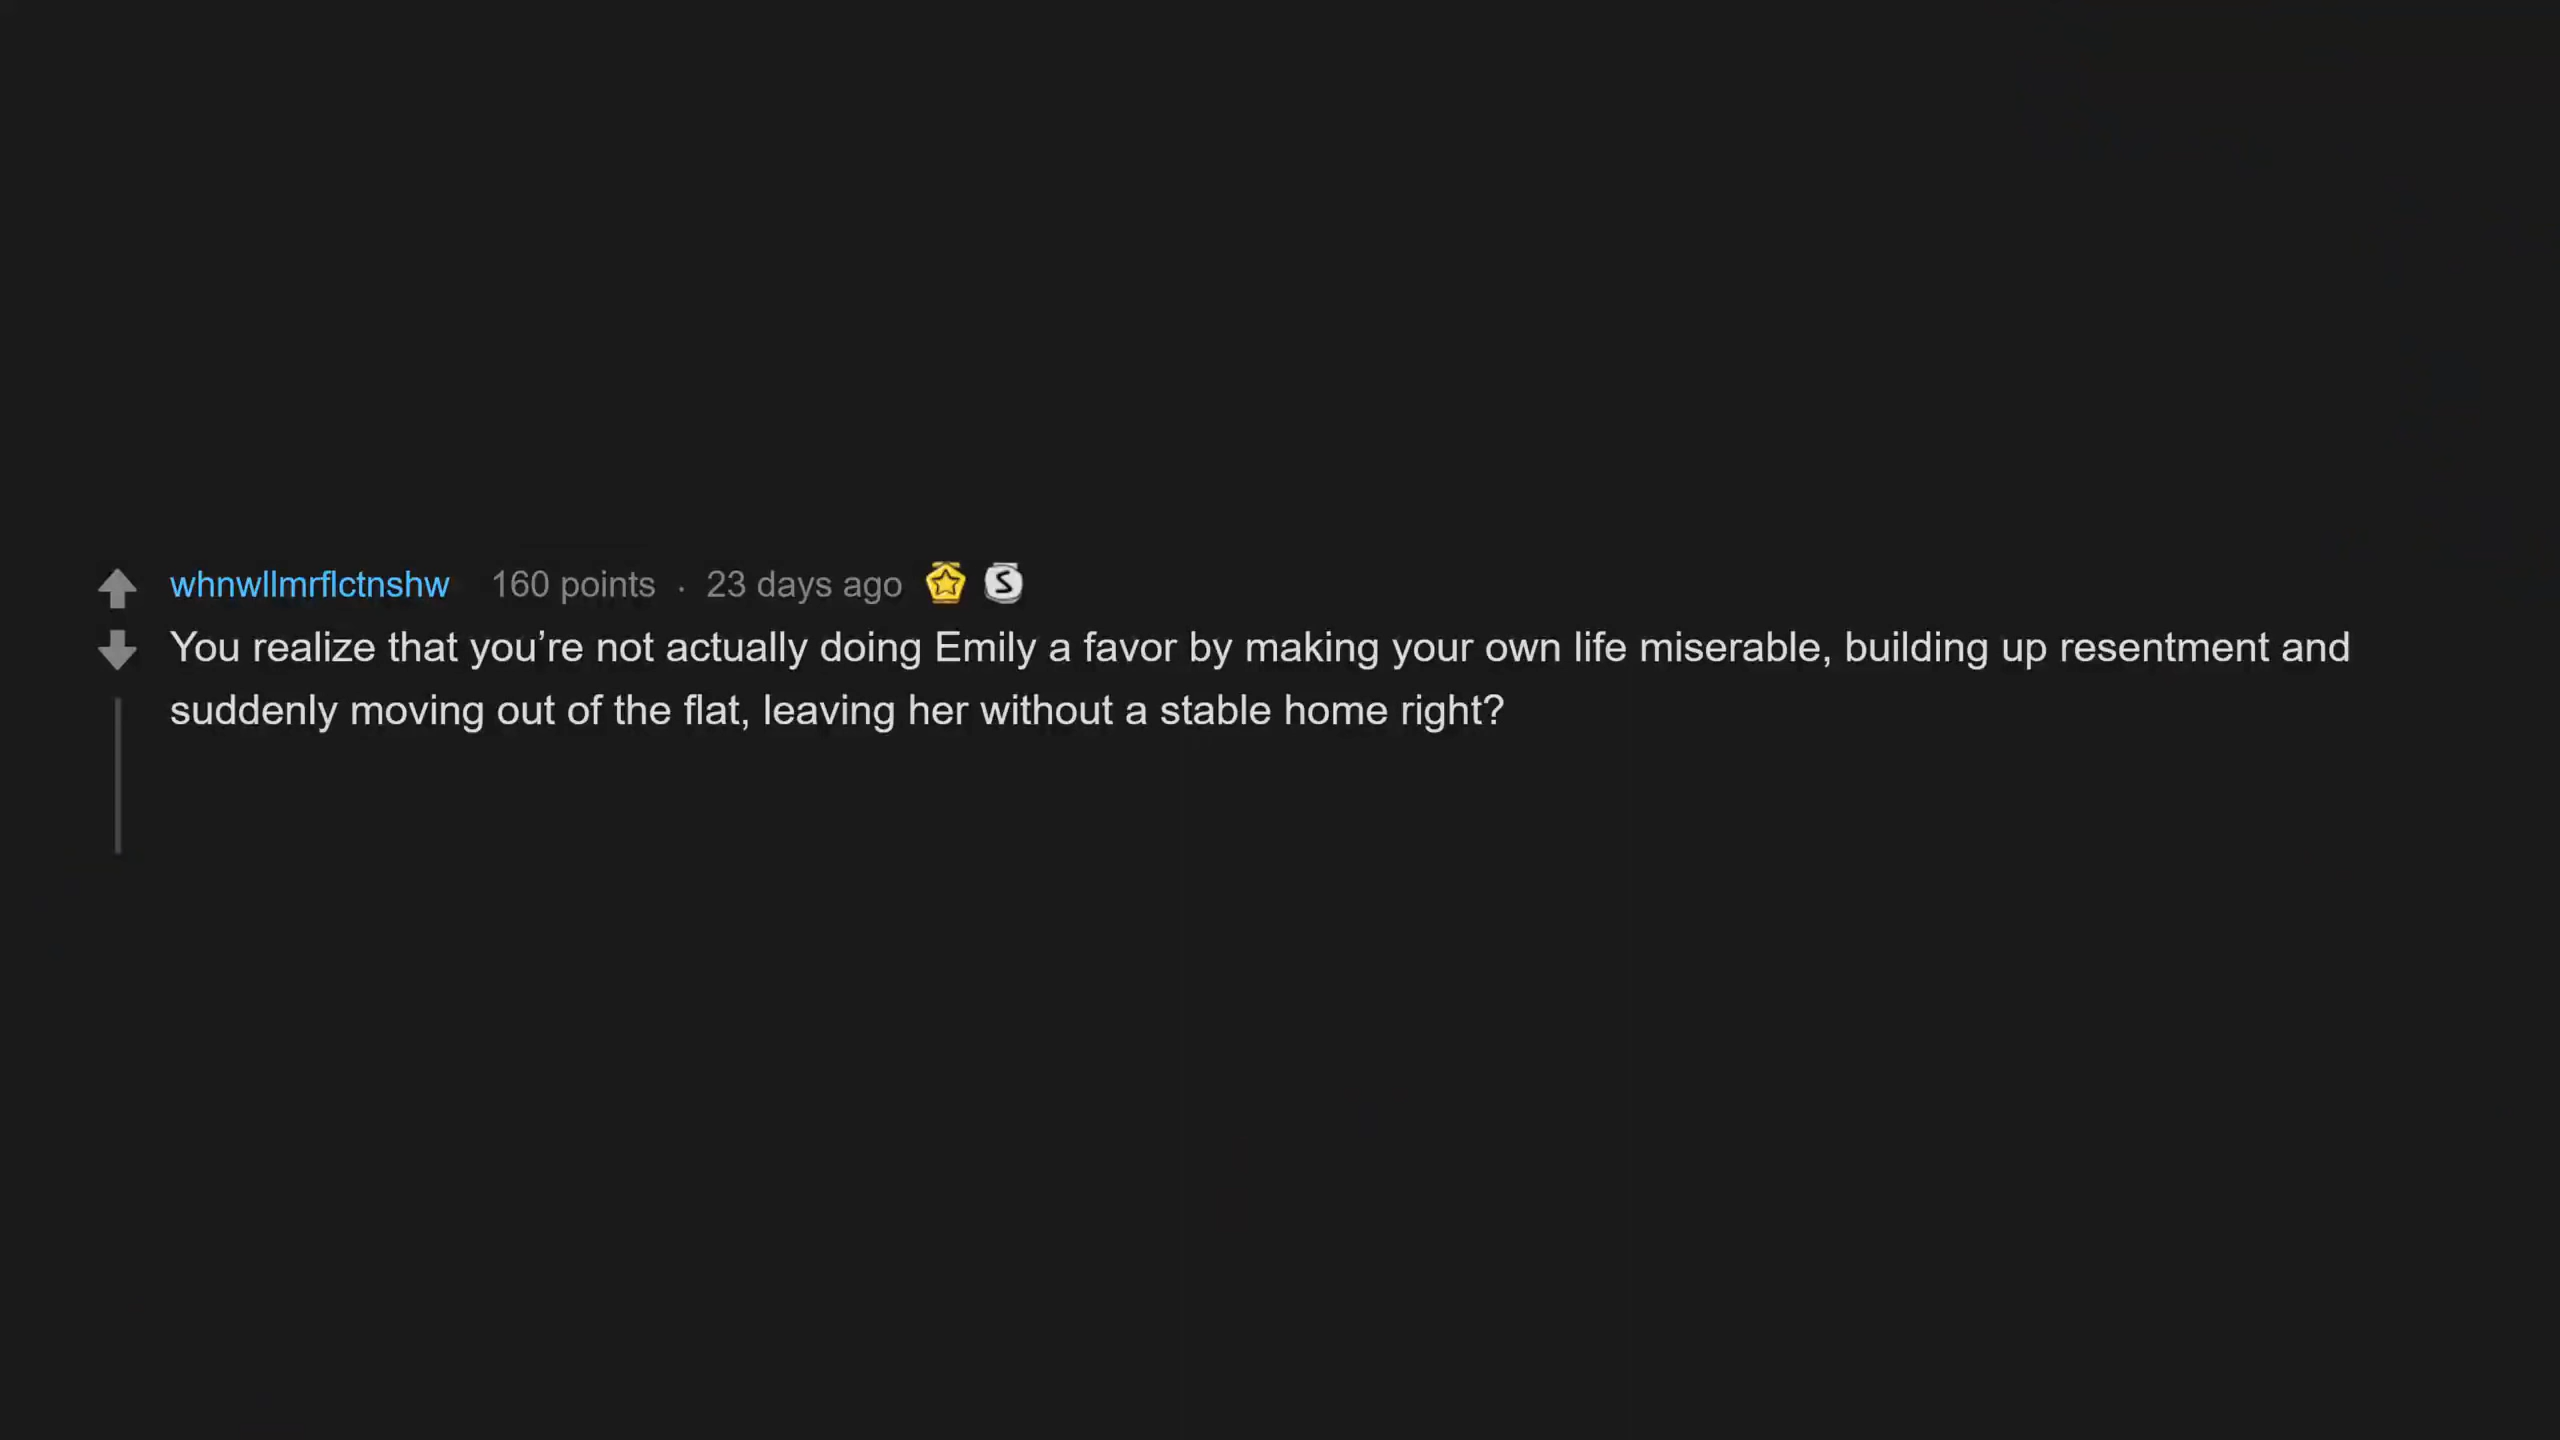 whnwllmrflctnshw 160 points · 23 days ago S
You realize that you’re not actually doing Emily a favor by making your own life miserable, building up resentment and
suddenly moving out of the flat, leaving her without a stable home right?